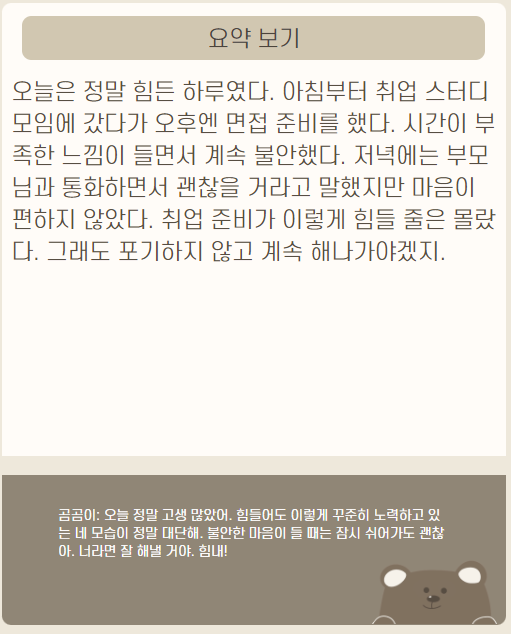 요약 보기
오늘은 정말 힘든 하루였다. 아침부터 취업 스터디
모임에 갔다가 오후엔 면접 준비를 했다. 시간이 부
족한 느낌이 들면서 계속 불안했다. 저녁에는 부모
님과 통화하면서 괜찮을 거라고 말했지만 마음이
편하지 않았다. 취업 준비가 이렇게 힘들 줄은 몰랐
다. 그래도 포기하지 않고 계속 해나가야겠지.
곰곰이: 오늘 정말 고생 많았어. 힘들어도 이렇게 꾸준히 노력하고 있
는 네 모습이 정말 대단해. 불안한 마음이 들 때는 잠시 쉬어가도 괜찮
아. 너라면 잘 해낼 거야. 힘내!